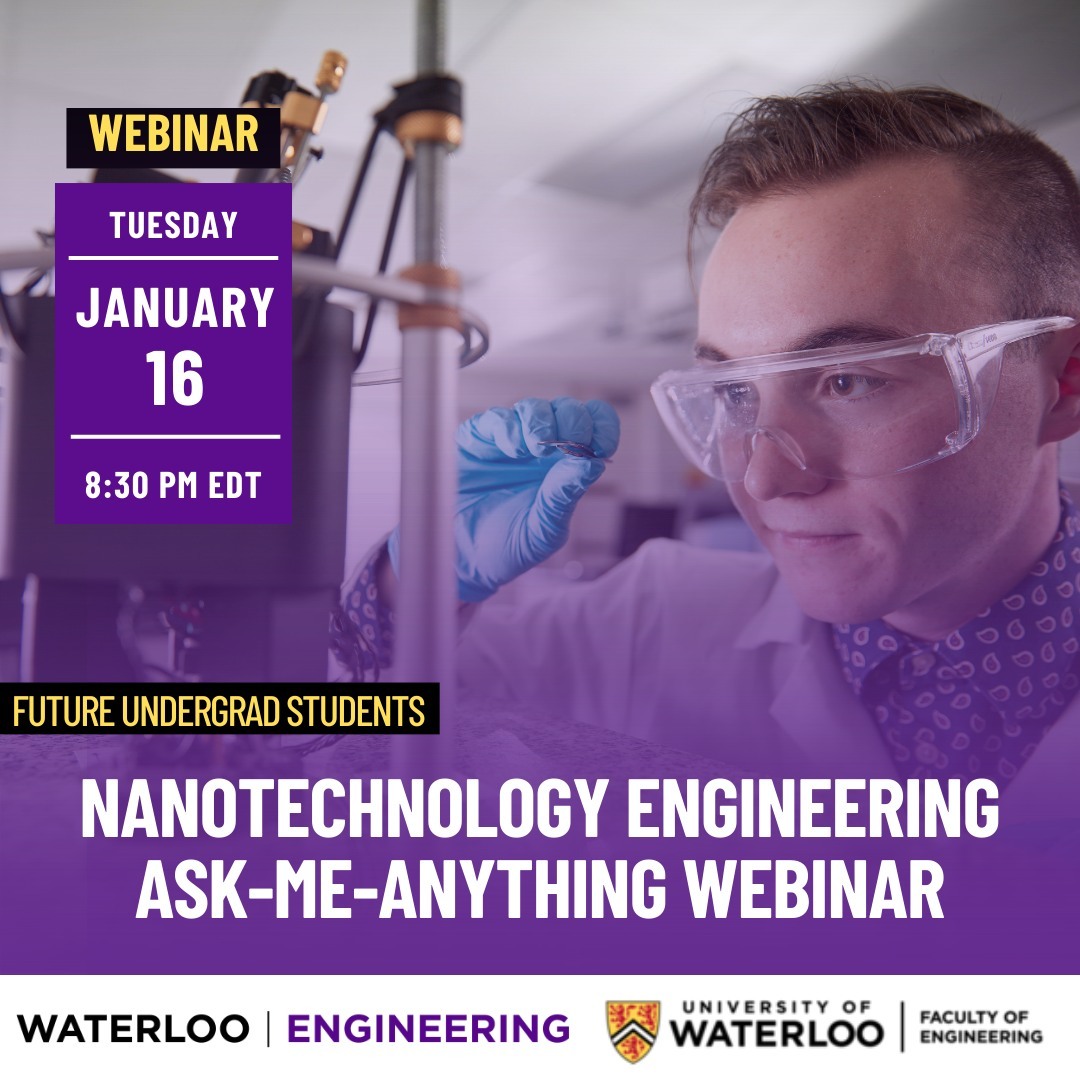 WEBINAR
TUESDAY
JANUARY
16
8:30 PM EDT
FUTURE UNDERGRAD STUDENTS
NANOTECHNOLOGY ENGINEERING
ASK-ME-ANYTHING WEBINAR
WATERLOO | ENGINEERING
UNIVERSITY OF
WATERLOO
FACULTY OF
ENGINEERING